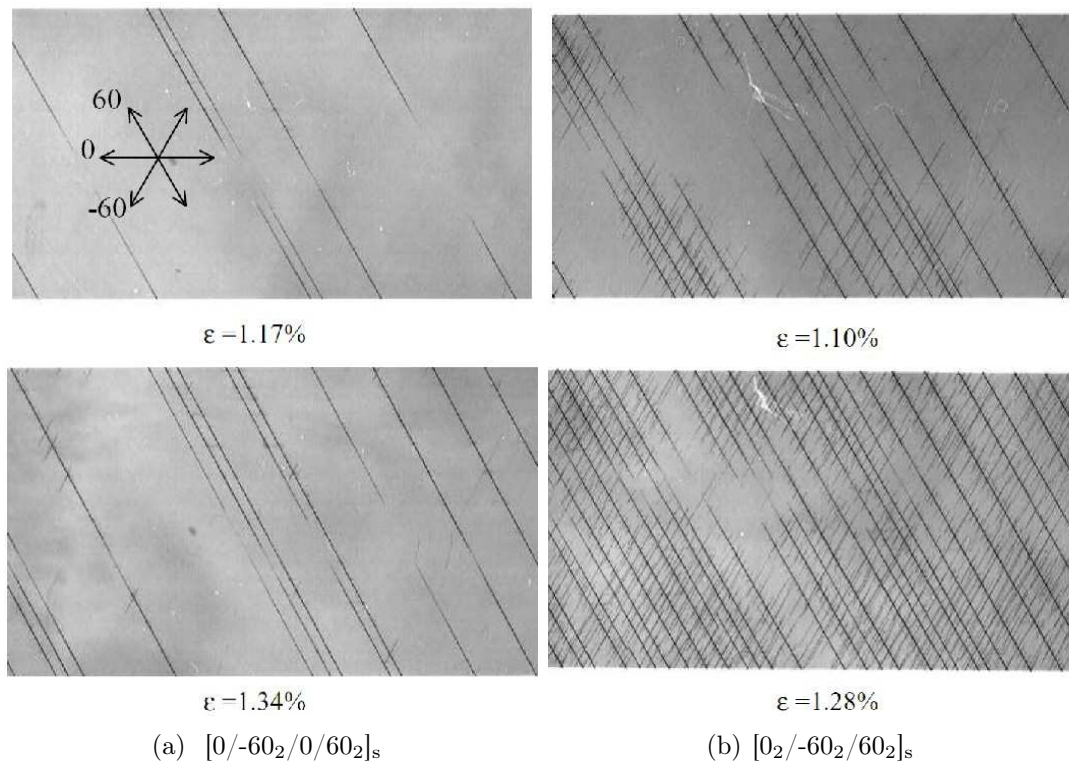 60
0
-60
ε =1.17%
ε =1.10%
ε =1.34%
ε =1.28%
(a) [0/-60₂/0/60₂]ₛ
(b) [0₂/-60₂/60₂]ₛ